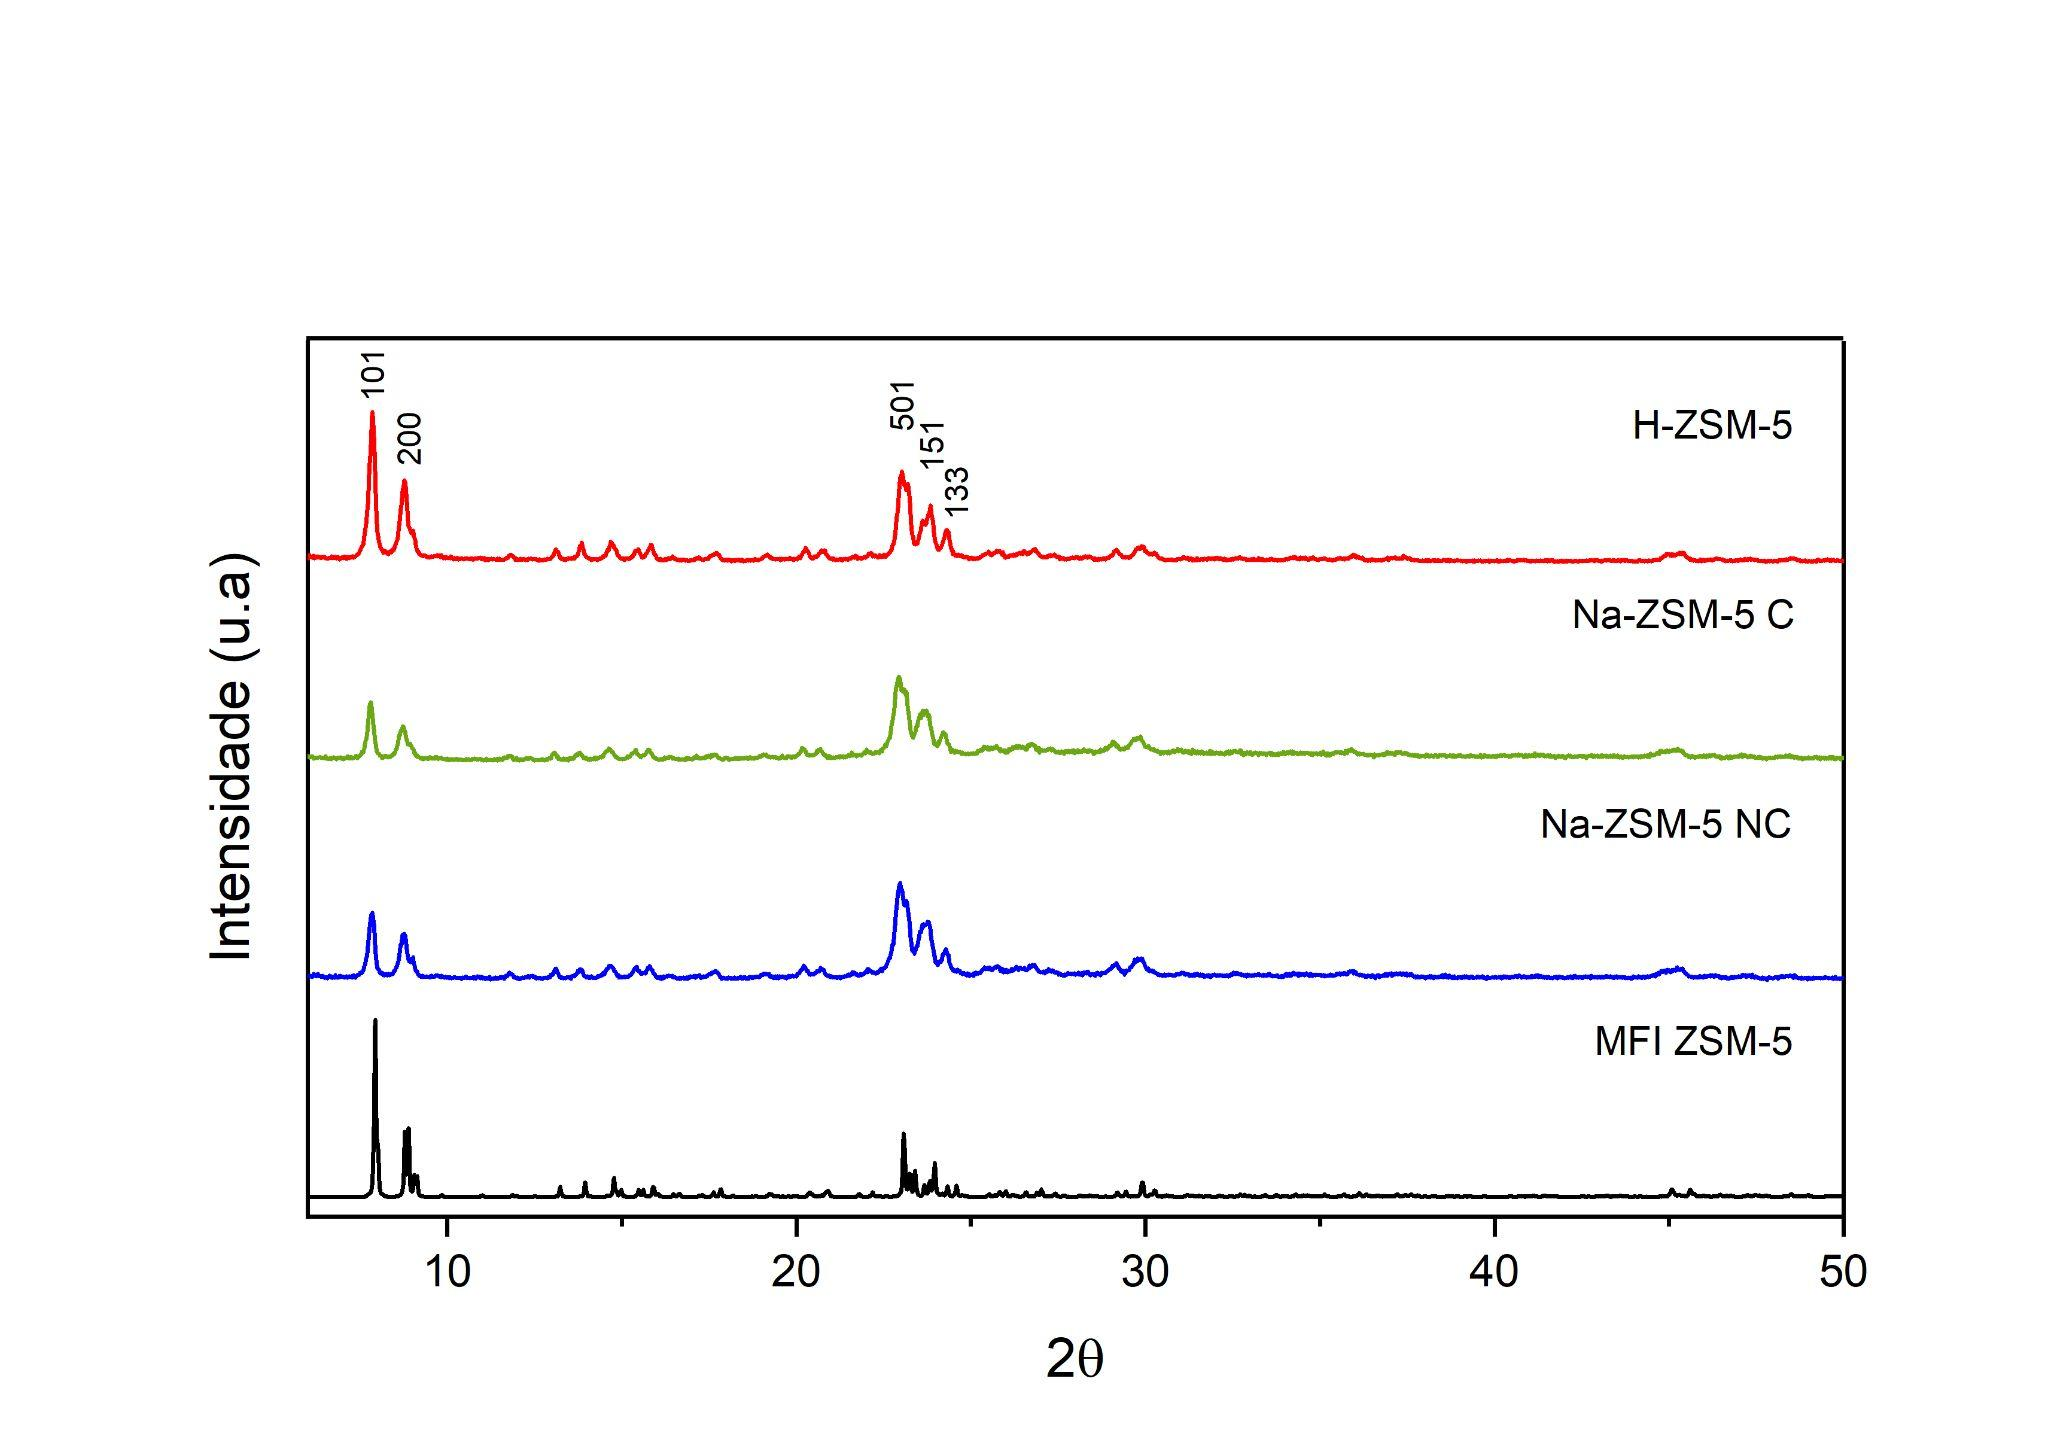 101
200
501
151
133
H-ZSM-5
Na-ZSM-5 C
Na-ZSM-5 NC
MFI ZSM-5
Intensidade (u.a)
10 20 30 40 50
2θ